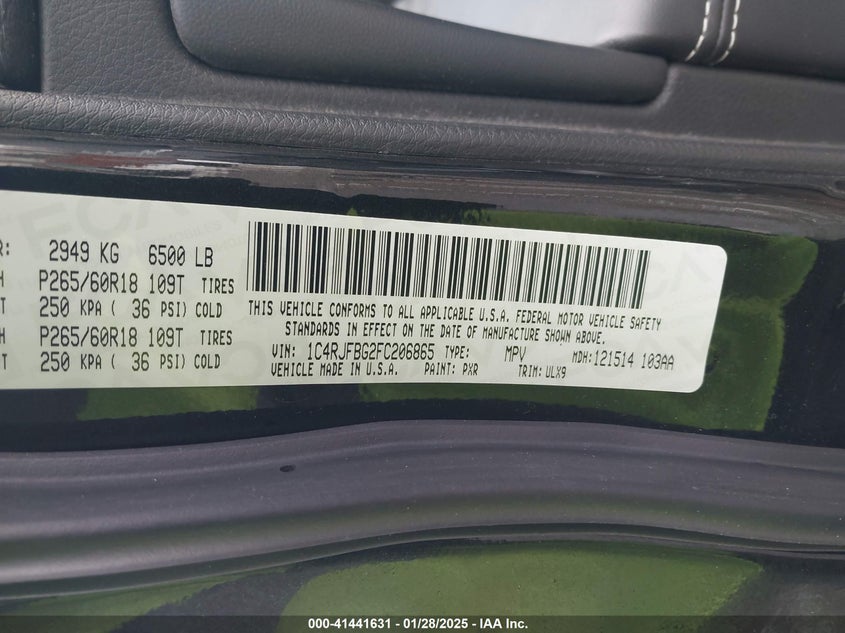 R: 2949 KG 6500 LB
H P265/60R18 109T TIRES
T 250 KPA ( 36 PSI) COLD
H P265/60R18 109T TIRES
T 250 KPA ( 36 PSI) COLD
THIS VEHICLE CONFORMS TO ALL APPLICABLE U.S.A. FEDERAL MOTOR VEHICLE SAFETY
STANDARDS IN EFFECT ON THE DATE OF MANUFACTURE SHOWN ABOVE.
VIN: 1C4RJFBG2FC206865 TYPE: MPV MDH:121514 103AA
VEHICLE MADE IN U.S.A. PAINT: PXR TRIM: ULX9
000-41441631 - 01/28/2025 - IAA Inc.